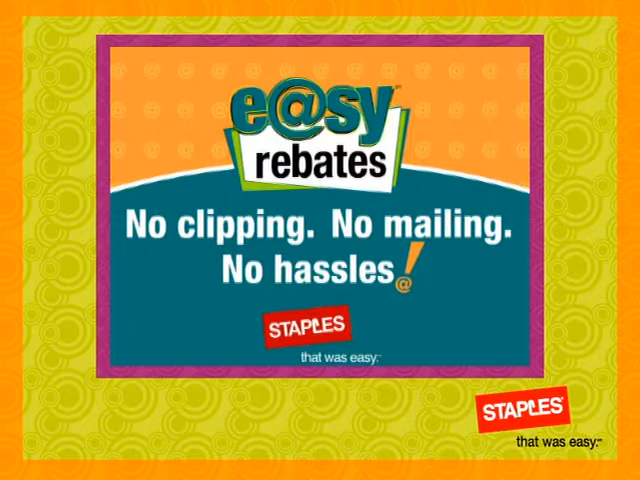 e@sy
rebates
No clipping. No mailing.
No hassles!
STAPLES
that was easy.
STAPLES
that was easy.